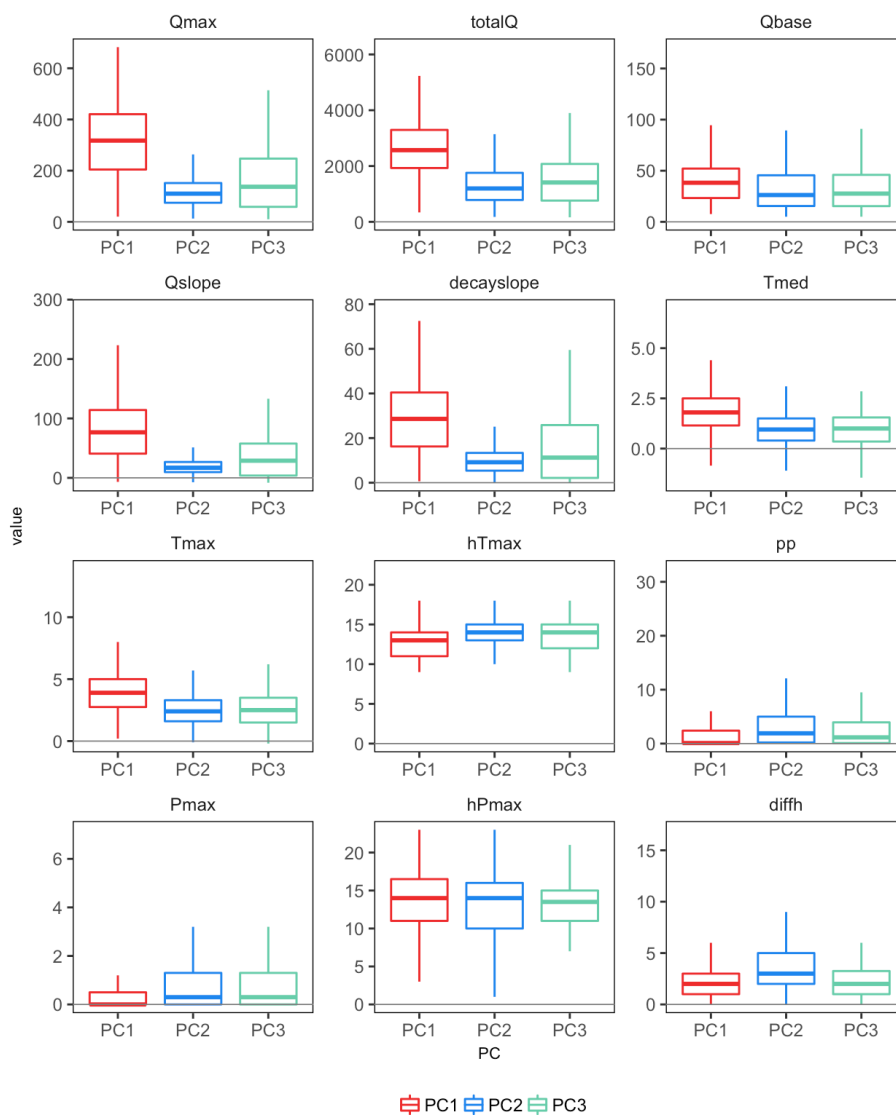 Qmax totalQ Qbase
600 6000 150
400 4000 100
200 2000 50
0 0 0
PC1 PC2 PC3 PC1 PC2 PC3 PC1 PC2 PC3
Qslope decayslope Tmed
300 80
200 60 5.0
100 40 2.5
0 20 0.0
0
PC1 PC2 PC3 PC1 PC2 PC3 PC1 PC2 PC3
value
Tmax hTmax pp
10 20 30
5 15 20
0 10 10
5 0
0
PC1 PC2 PC3 PC1 PC2 PC3 PC1 PC2 PC3
Pmax hPmax diffh
6 20 15
4 15 10
2 10 5
0 5 0
0
PC1 PC2 PC3 PC1 PC2 PC3 PC1 PC2 PC3
PC
PC1 PC2 PC3